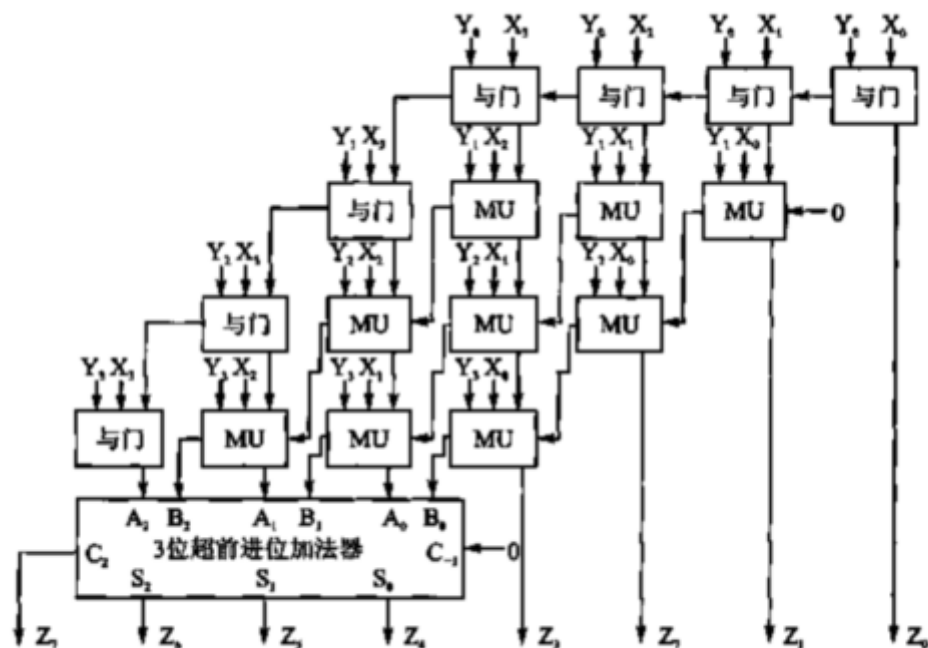 Y₀ X₃ Y₀ X₂ Y₀ X₁ Y₀ X₀
与门 与门 与门 与门
Y₁ X₃ Y₁ X₂ Y₁ X₁ Y₁ X₀
与门 MU MU MU 0
Y₂ X₃ Y₂ X₂ Y₂ X₁ Y₂ X₀
与门 MU MU MU
Y₃ X₃ Y₃ X₂ Y₃ X₁ Y₃ X₀
与门 MU MU MU
A₂ B₂ A₁ B₁ A₀ B₀
C₂ 3位超前进位加法器 C₋₁ 0
S₂ S₁ S₀
Z₇ Z₆ Z₅ Z₄ Z₃ Z₂ Z₁ Z₀